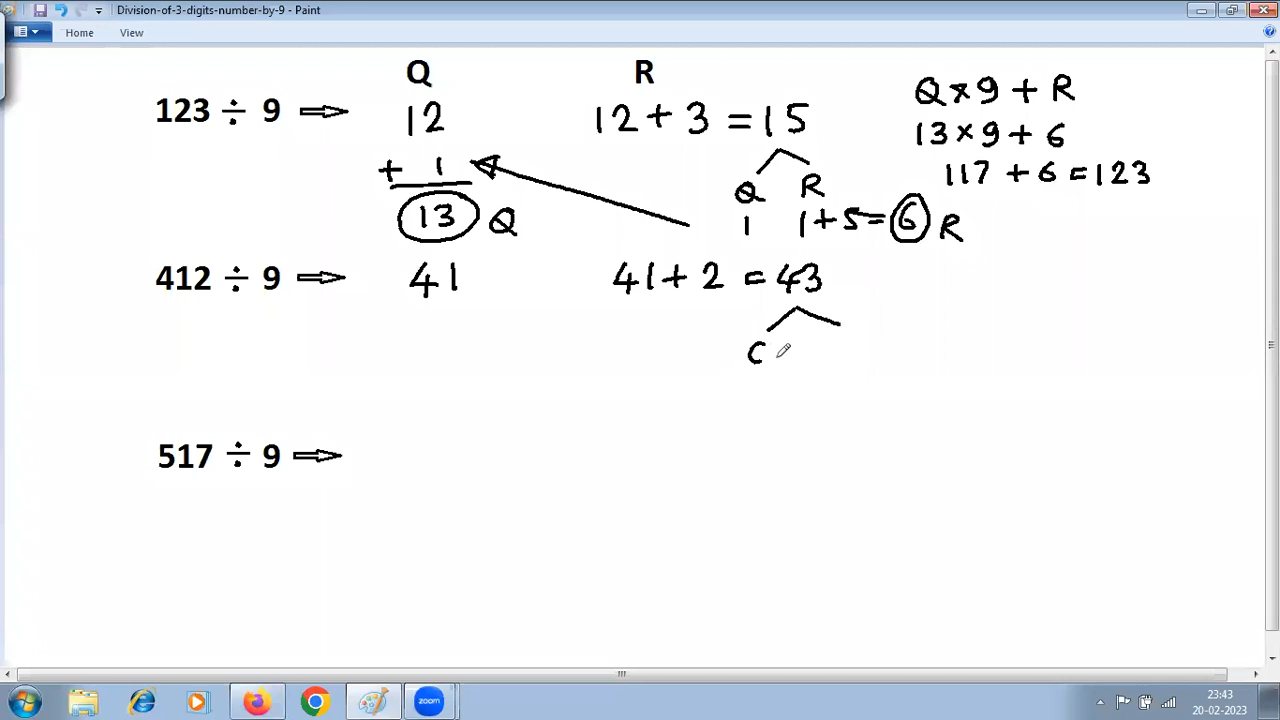 Division-of-3-digits-number-by-9 - Paint
Home View
Q R
123 ÷ 9 ⇒ 12 12 + 3 = 15
+ 1
Q R
13 Q 1 1 + 5 = 6 R
Q × 9 + R
13 × 9 + 6
117 + 6 = 123
412 ÷ 9 ⇒ 41 41 + 2 = 43
C
517 ÷ 9 ⇒
zoom
23:43
20-02-2023